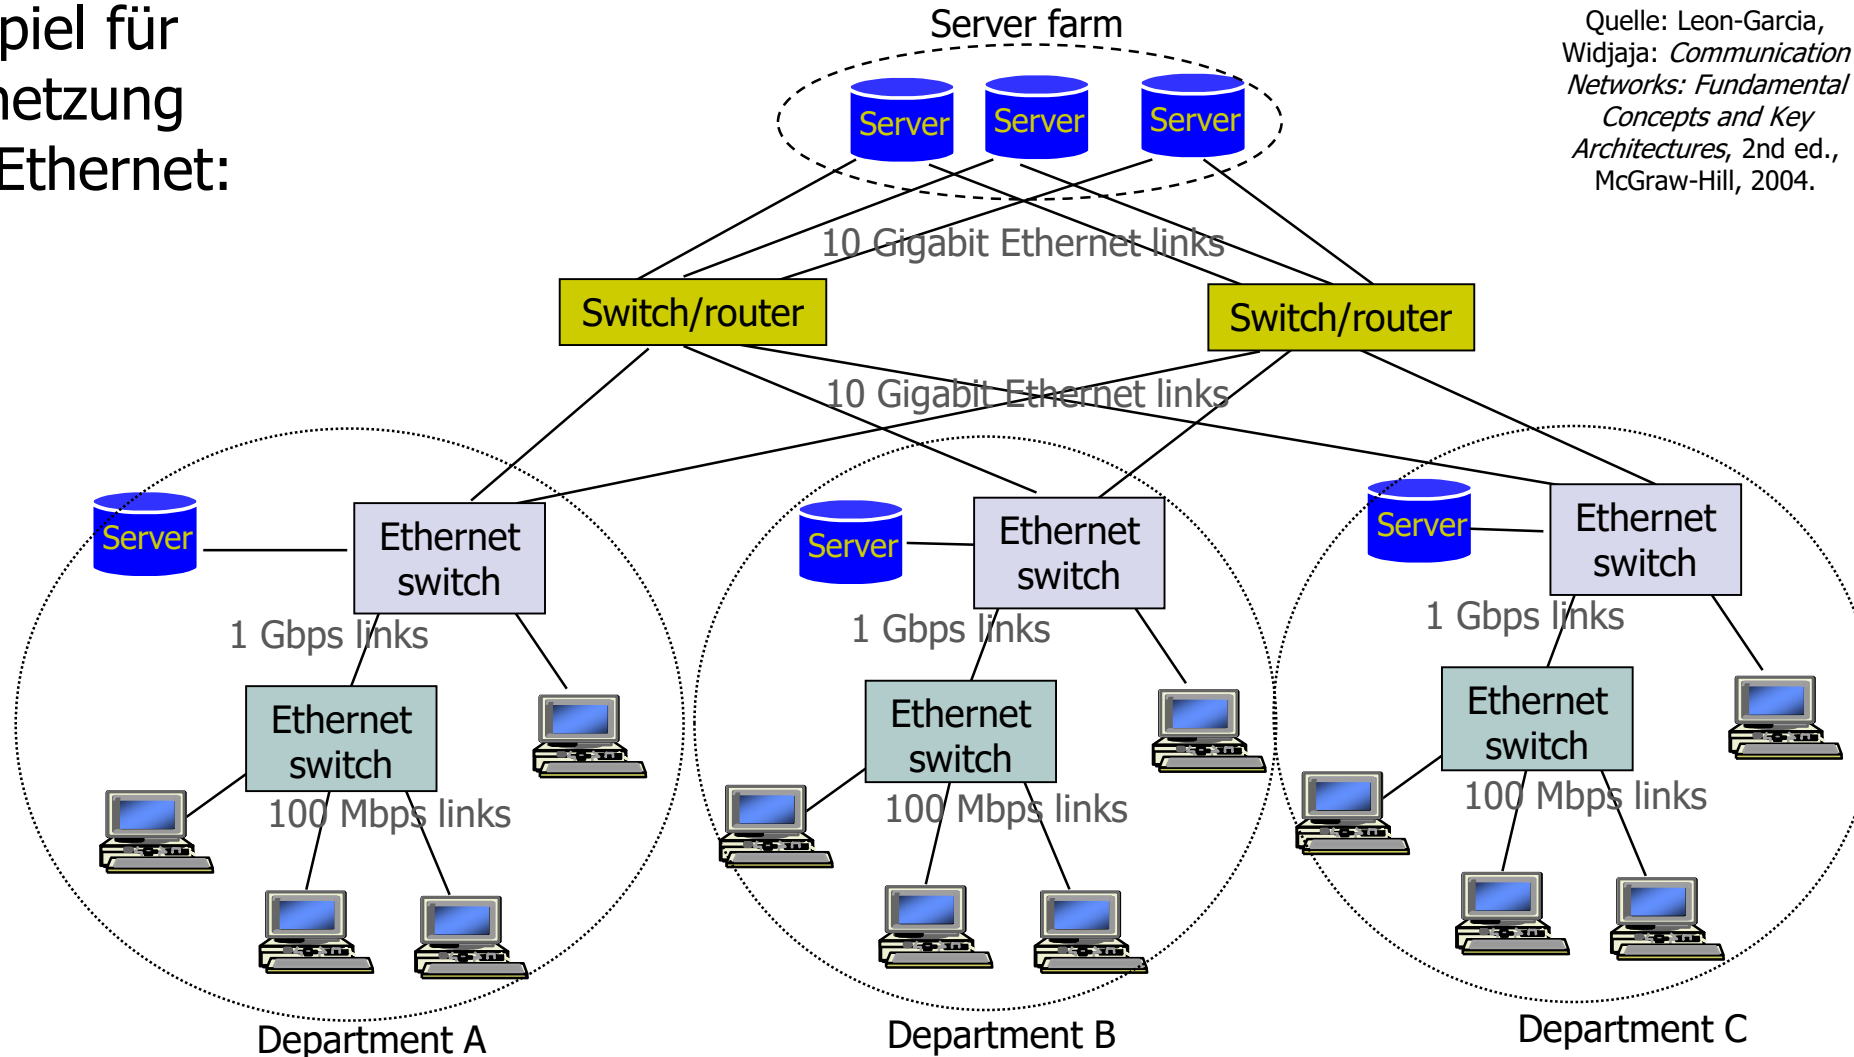 piel für
netzung
Ethernet:
Server farm
Quelle: Leon-Garcia,
Widjaja: Communication
Networks: Fundamental
Concepts and Key
Architectures, 2nd ed.,
McGraw-Hill, 2004.
Server
Server
Server
10 Gigabit Ethernet links
Switch/router
Switch/router
10 Gigabit Ethernet links
Server
Ethernet
switch
1 Gbps links
Ethernet
switch
100 Mbps links
Department A
Server
Ethernet
switch
1 Gbps links
Ethernet
switch
100 Mbps links
Department B
Server
Ethernet
switch
1 Gbps links
Ethernet
switch
100 Mbps links
Department C